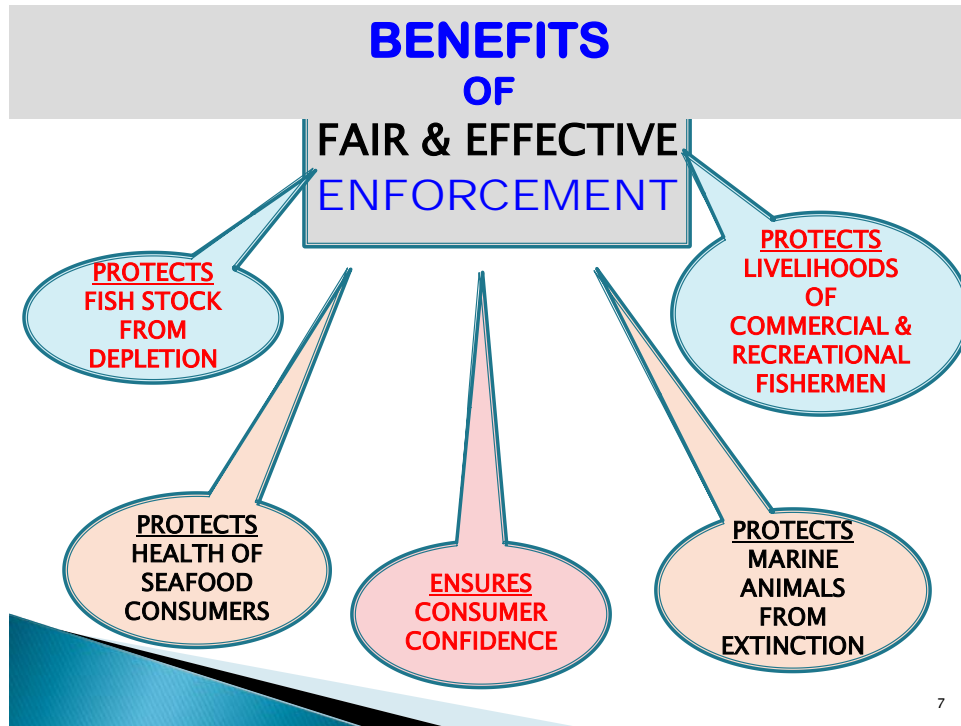 BENEFITS
OF
FAIR & EFFECTIVE
ENFORCEMENT
PROTECTS
FISH STOCK
FROM
DEPLETION
PROTECTS
LIVELIHOODS
OF
COMMERCIAL &
RECREATIONAL
FISHERMEN
PROTECTS
HEALTH OF
SEAFOOD
CONSUMERS
ENSURES
CONSUMER
CONFIDENCE
PROTECTS
MARINE
ANIMALS
FROM
EXTINCTION
7